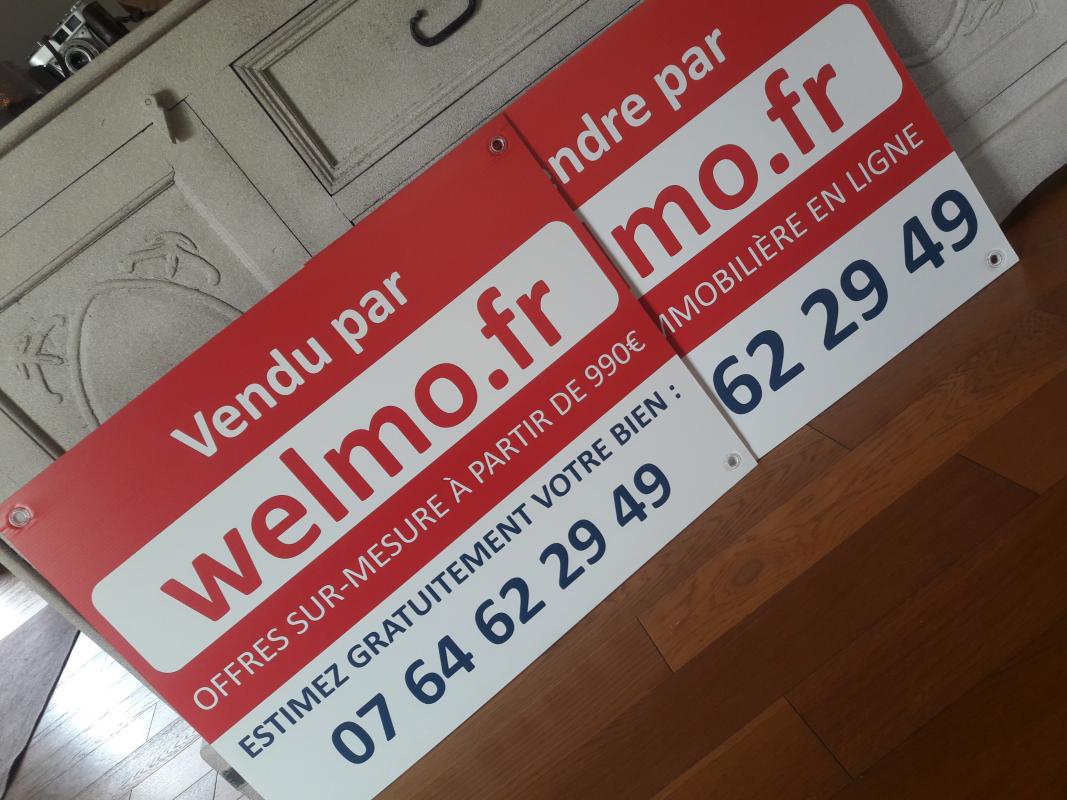 Vendu par
welmo.fr
OFFRES SUR-MESURE À PARTIR DE 990€
ESTIMEZ GRATUITEMENT VOTRE BIEN :
07 64 62 29 49
ndre par
mo.fr
MMOBILIÈRE EN LIGNE
62 29 49